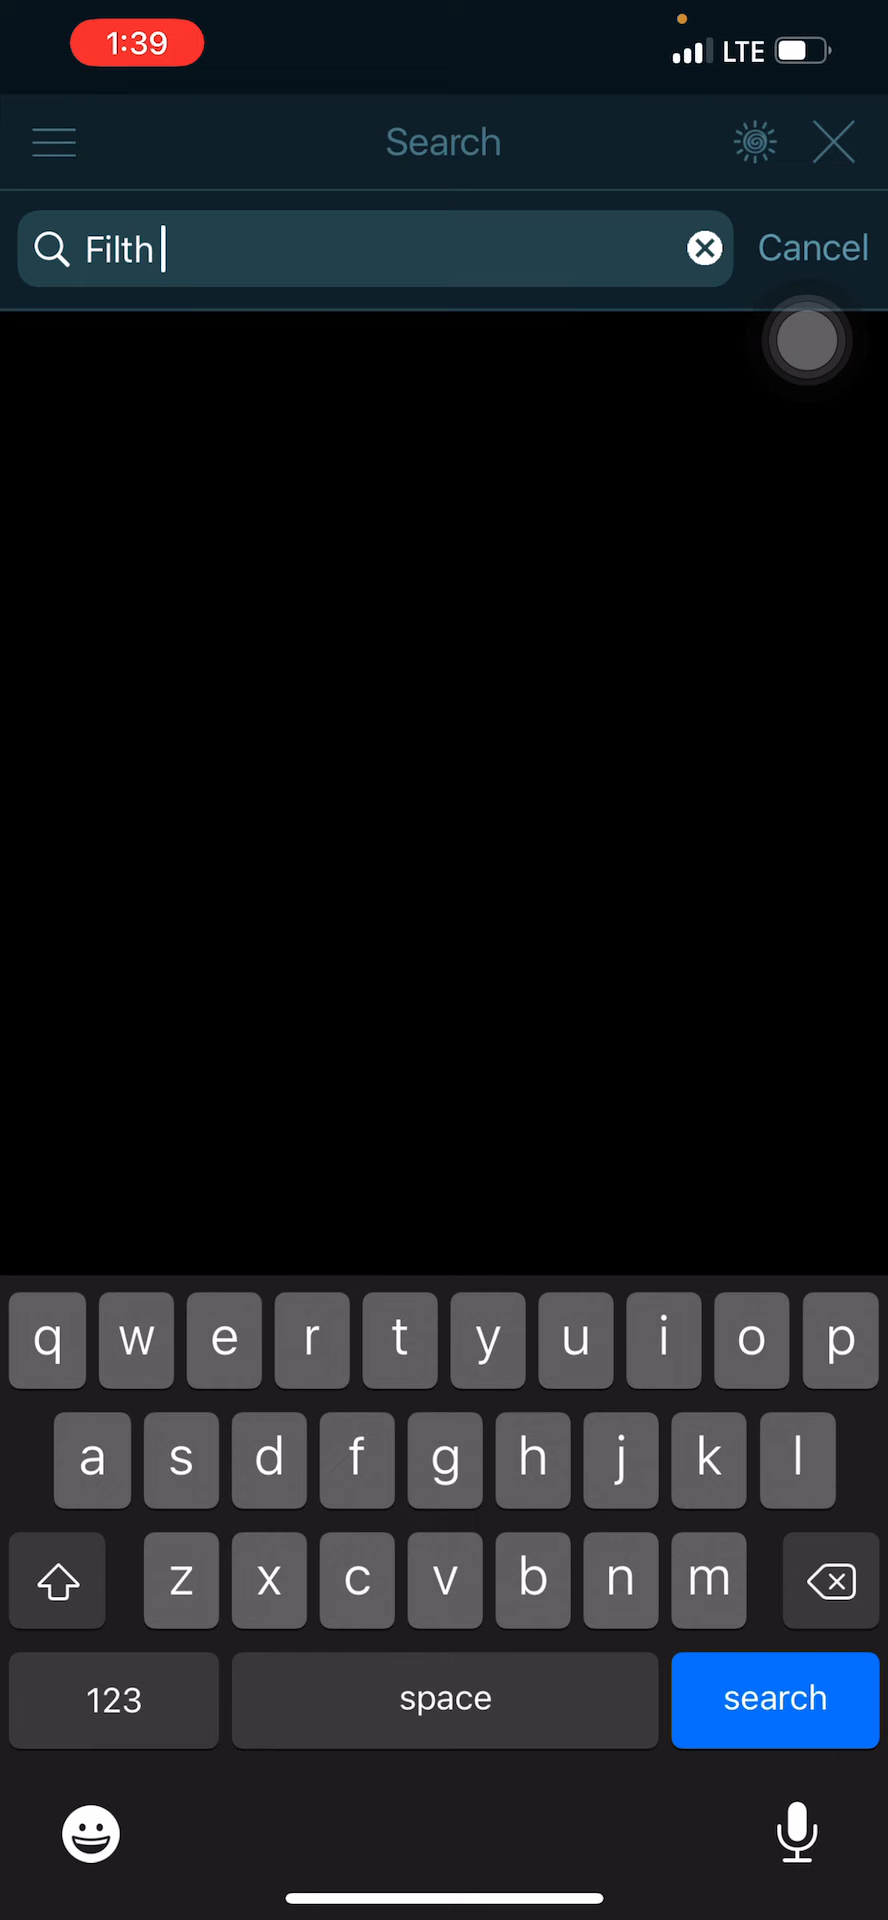 1:39
LTE
Search
Filth
Cancel
q w e r t y u i o p
a s d f g h j k l
z x c v b n m
123 space search